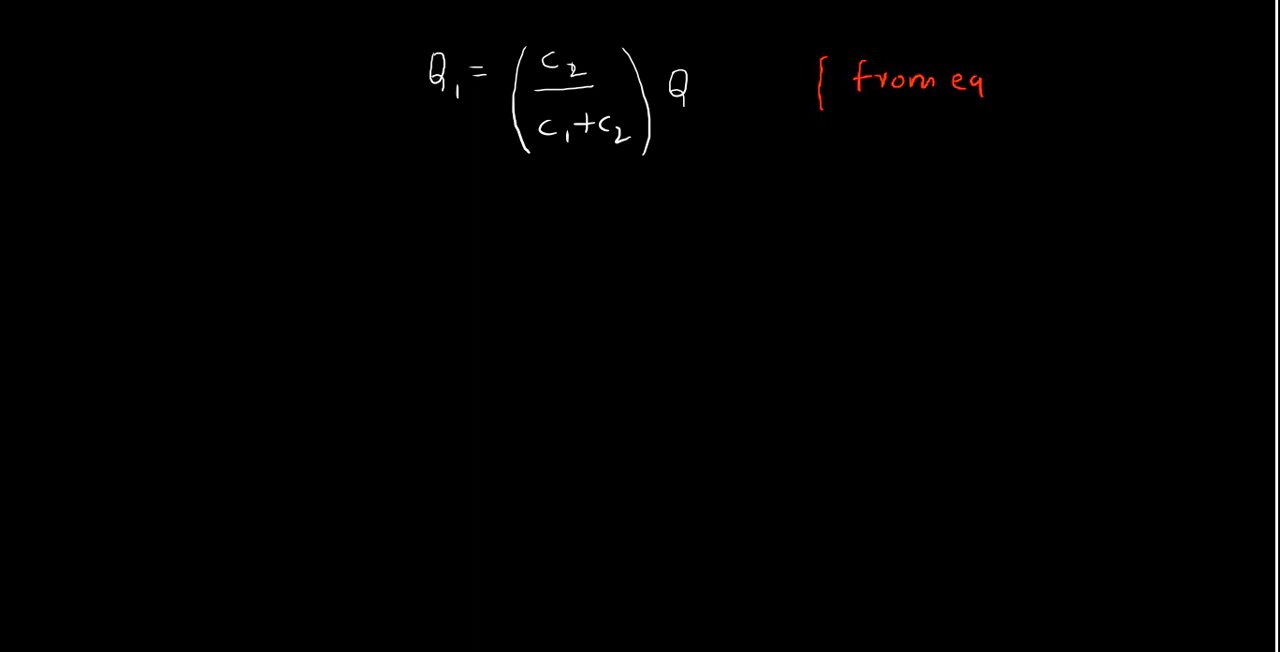 Q₁ = (c₂ / (c₁+c₂)) Q [ from eq